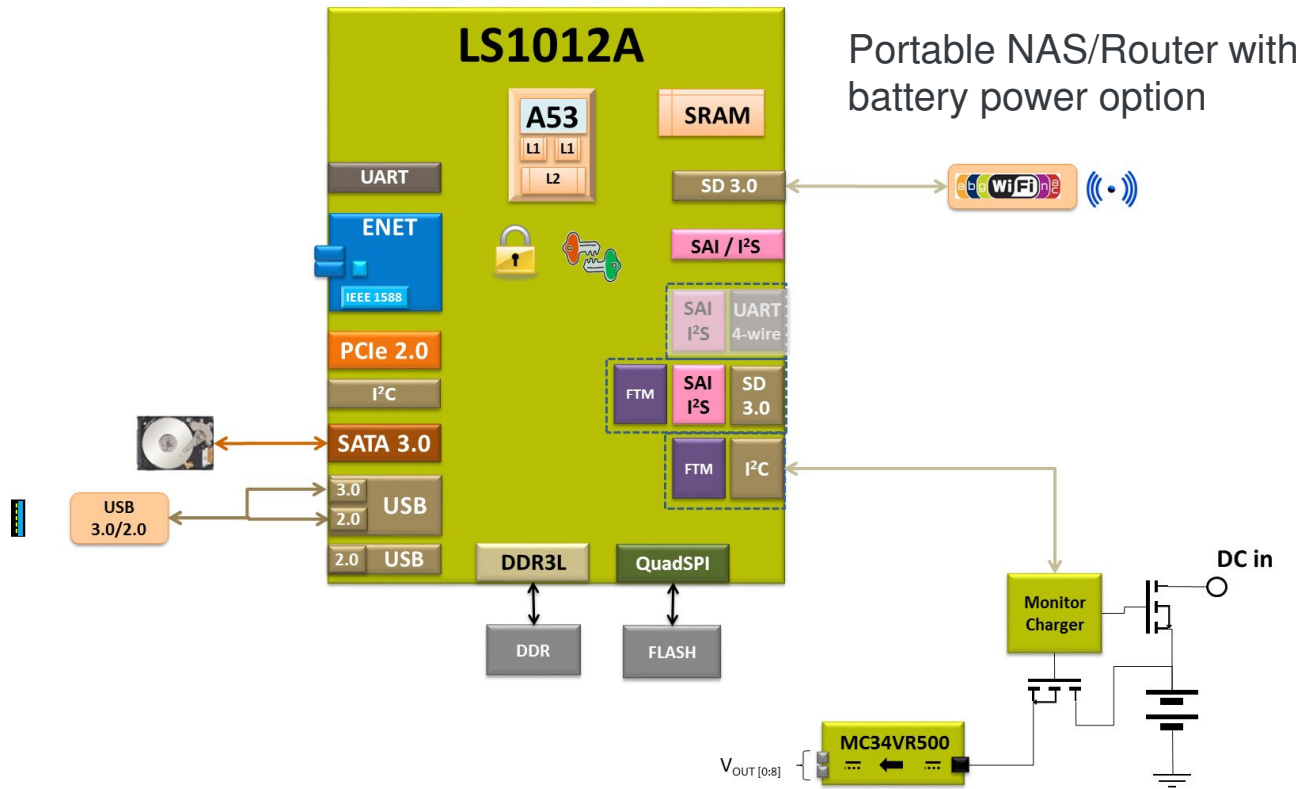 LS1012A
Portable NAS/Router with
battery power option
A53
L1 L1
L2
SRAM
UART
SD 3.0
a b g WiFi n ac
ENET
IEEE 1588
SAI / I²S
SAI
I²S
UART
4-wire
PCIe 2.0
I²C
FTM
SAI
I²S
SD
3.0
SATA 3.0
FTM
I²C
3.0
2.0
USB
USB
3.0/2.0
2.0 USB
DDR3L
QuadSPI
DDR
FLASH
DC in
Monitor
Charger
MC34VR500
VOUT [0:8]